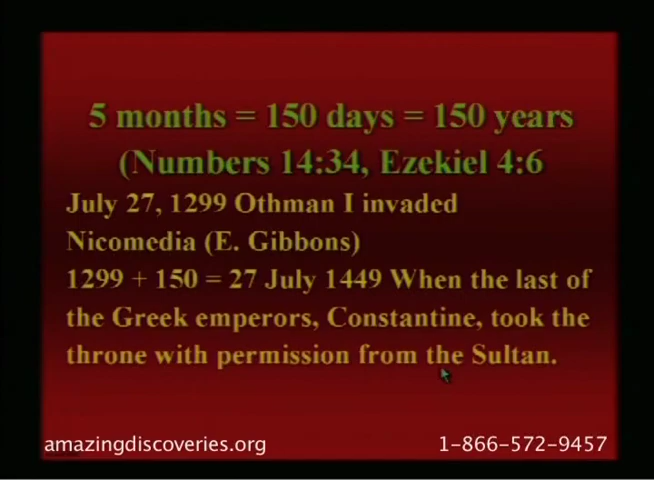 5 months = 150 days = 150 years
(Numbers 14:34, Ezekiel 4:6
July 27, 1299 Othman I invaded
Nicomedia (E. Gibbons)
1299 + 150 = 27 July 1449 When the last of
the Greek emperors, Constantine, took the
throne with permission from the Sultan.
amazingdiscoveries.org 1-866-572-9457